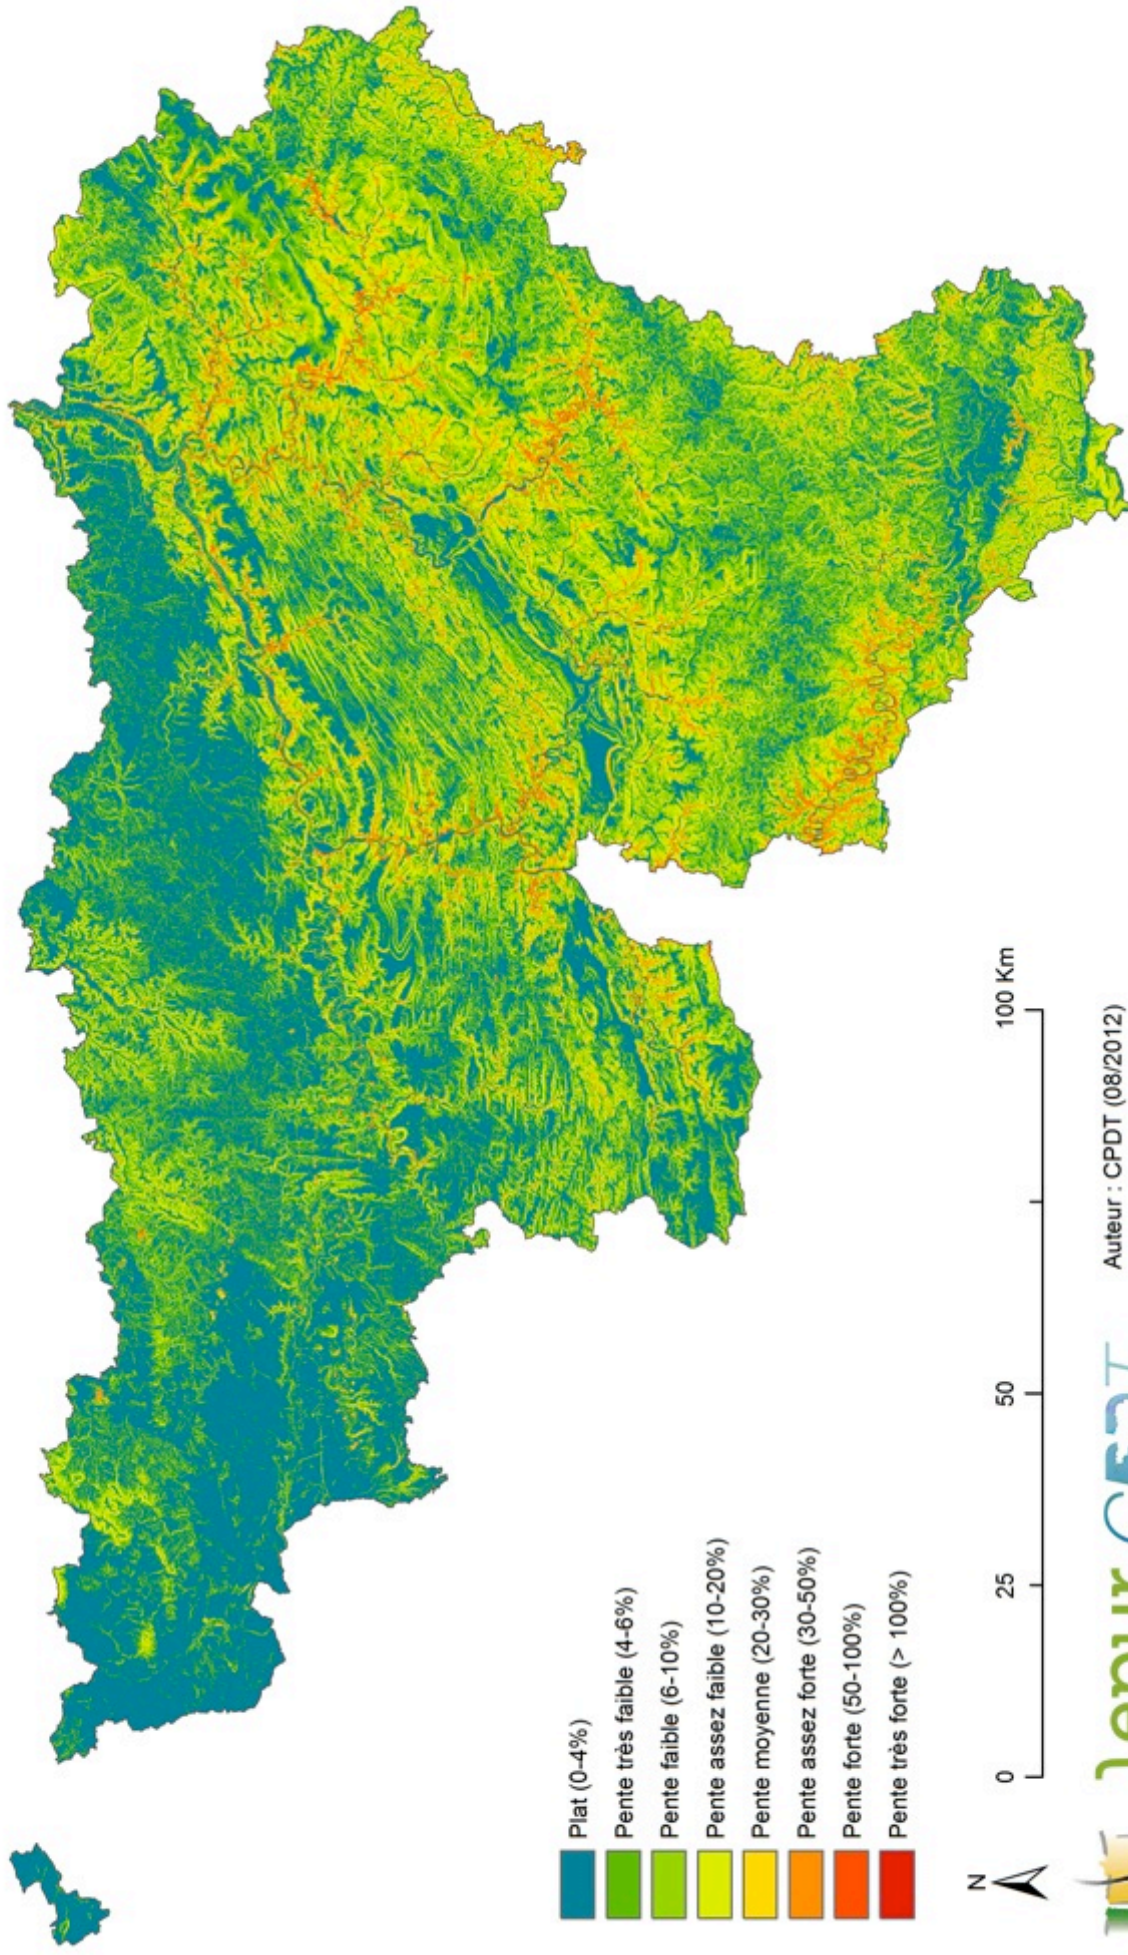 Plat (0-4%)
Pente très faible (4-6%)
Pente faible (6-10%)
Pente assez faible (10-20%)
Pente moyenne (20-30%)
Pente assez forte (30-50%)
Pente forte (50-100%)
Pente très forte (> 100%)
N
0 25 50 100 Km
lepur CPDT Auteur : CPDT (08/2012)